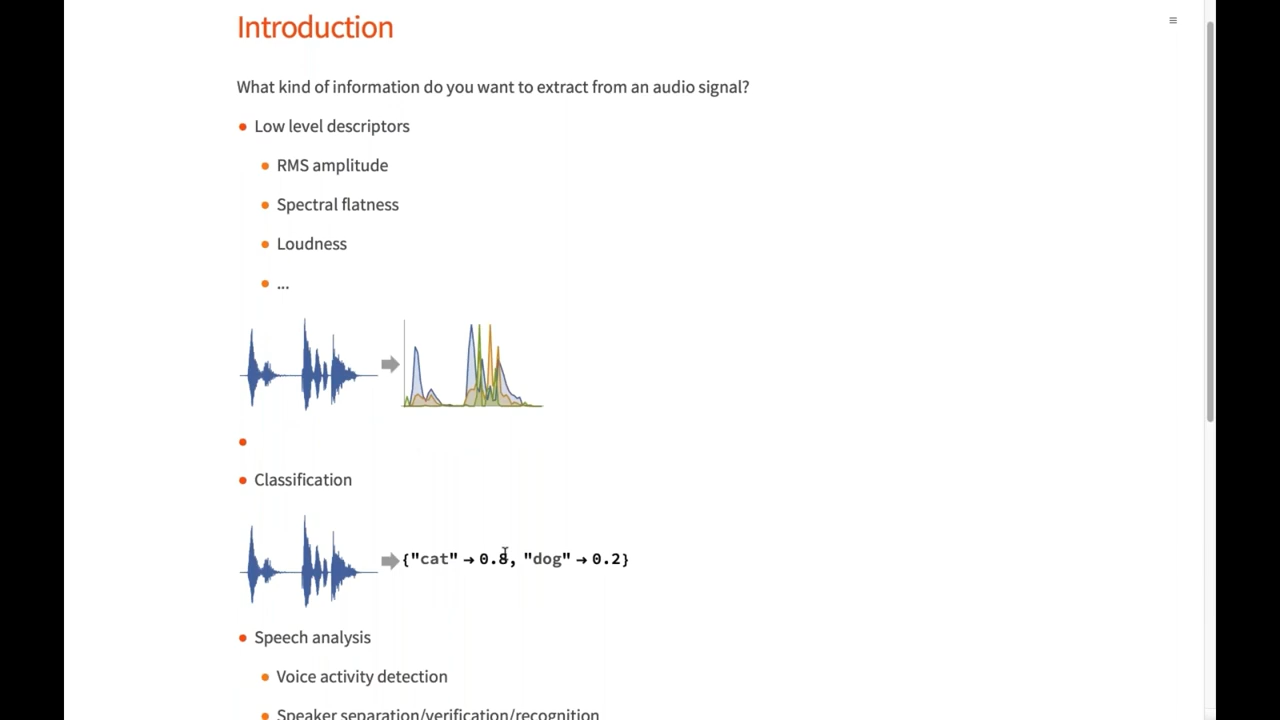 Introduction
What kind of information do you want to extract from an audio signal?
Low level descriptors
RMS amplitude
Spectral flatness
Loudness
...
Classification
{"cat" → 0.8, "dog" → 0.2}
Speech analysis
Voice activity detection
Speaker separation/verification/recognition